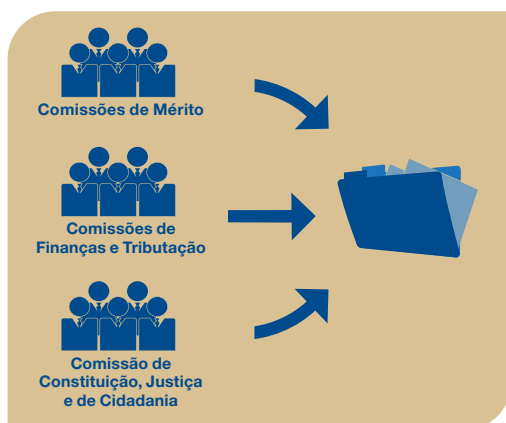 Comissões de Mérito
Comissões de
Finanças e Tributação
Comissão de
Constituição, Justiça
e de Cidadania